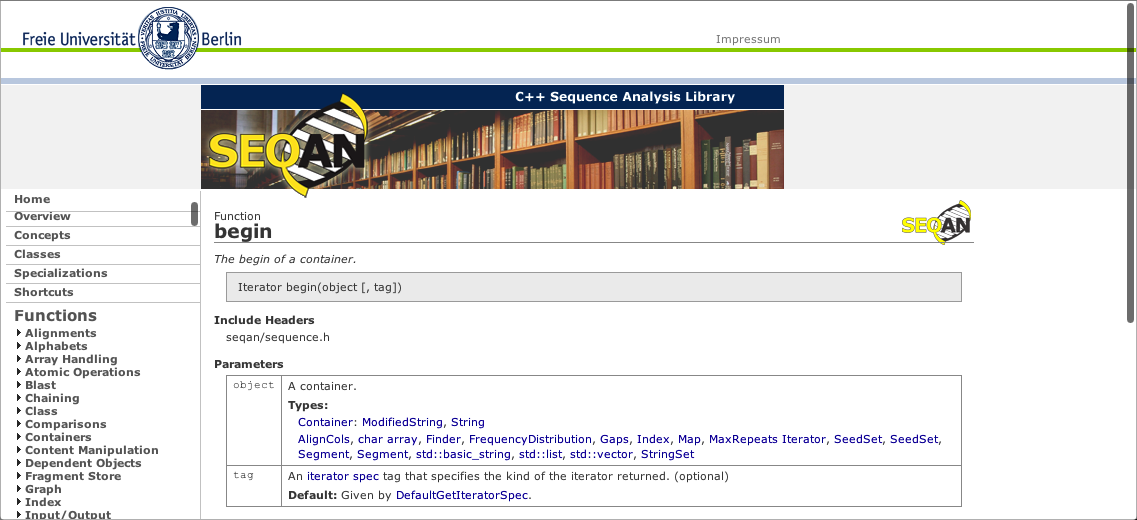 Freie Universität Berlin
Impressum
C++ Sequence Analysis Library
SEQAN
Home
Overview
Concepts
Classes
Specializations
Shortcuts
Functions
Alignments
Alphabets
Array Handling
Atomic Operations
Blast
Chaining
Class
Comparisons
Containers
Content Manipulation
Dependent Objects
Fragment Store
Graph
Index
Input/Output
Function
begin
SEQAN
The begin of a container.
Iterator begin(object [, tag])
Include Headers
seqan/sequence.h
Parameters
object
A container.
Types:
Container: ModifiedString, String
AlignCols, char array, Finder, FrequencyDistribution, Gaps, Index, Map, MaxRepeats Iterator, SeedSet, SeedSet,
Segment, Segment, std::basic_string, std::list, std::vector, StringSet
tag
An iterator spec tag that specifies the kind of the iterator returned. (optional)
Default: Given by DefaultGetIteratorSpec.